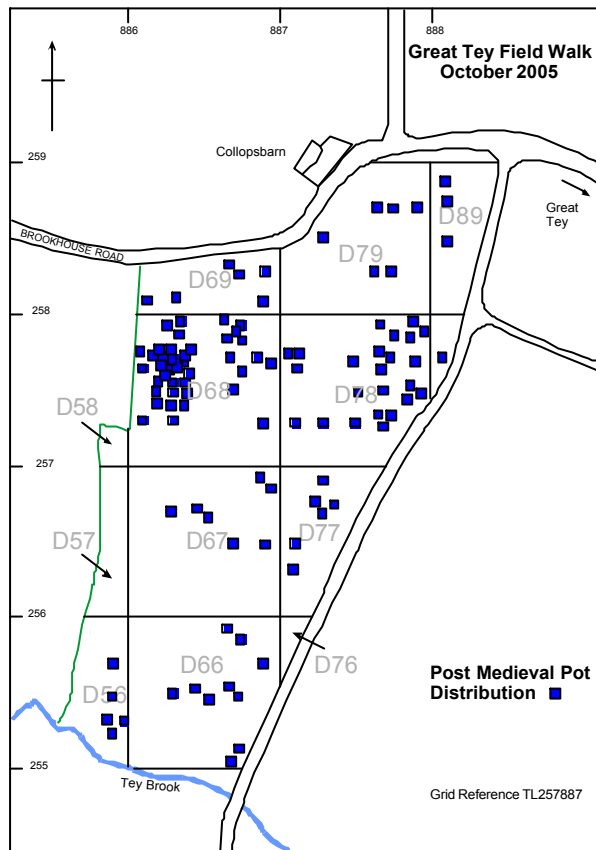 886 887 888
Great Tey Field Walk
October 2005
Collopsbarn
259
Great
Tey
BROOKHOUSE ROAD
D89
D79
D69
258
D68
D78
D58
257
D67
D77
D57
256
D66
D76
D56
Post Medieval Pot
Distribution
255
Tey Brook
Grid Reference TL257887